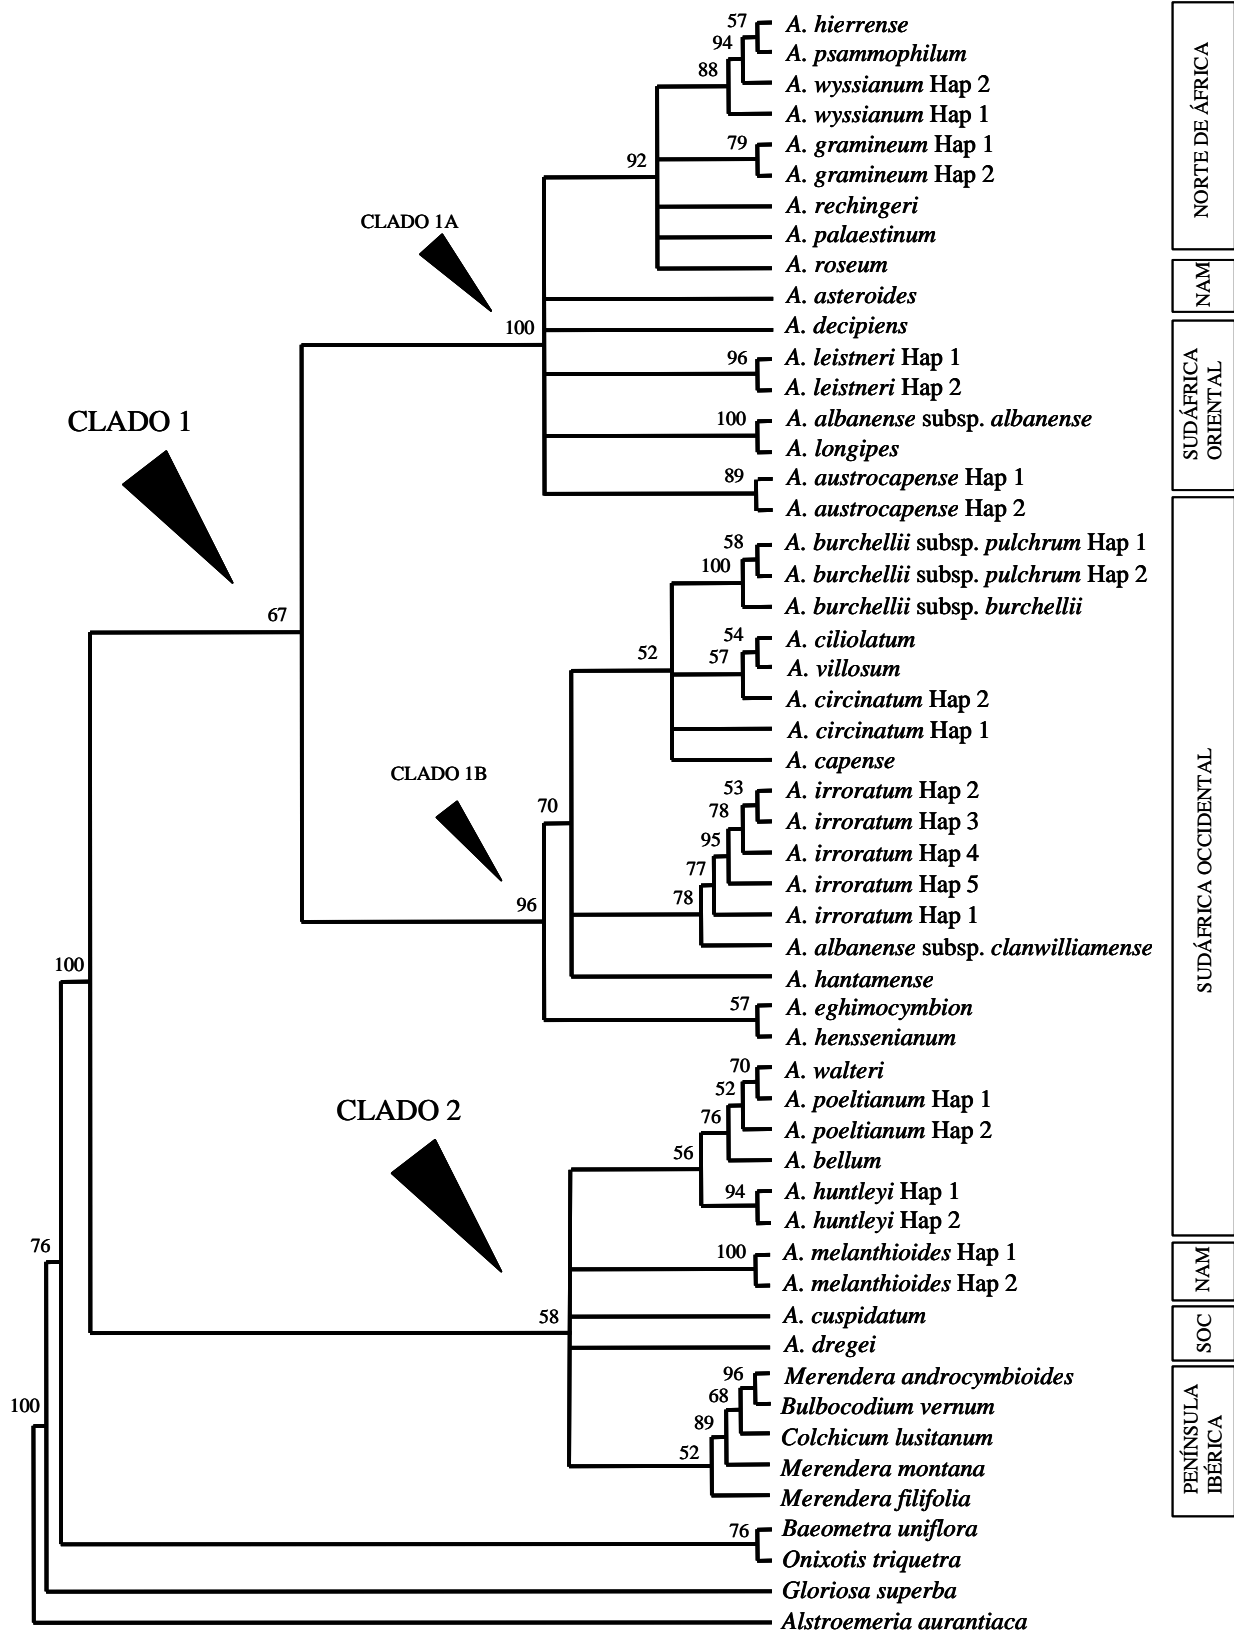 57
A. hierrense
94
A. psammophilum
88
A. wyssianum Hap 2
A. wyssianum Hap 1
79
A. gramineum Hap 1
92
A. gramineum Hap 2
A. rechingeri
CLADO 1A
A. palaestinum
A. roseum
NORTE DE ÁFRICA
A. asteroides
NAM
100
A. decipiens
96
A. leistneri Hap 1
A. leistneri Hap 2
100
A. albanense subsp. albanense
A. longipes
SUDÁFRICA
ORIENTAL
CLADO 1
89
A. austrocapense Hap 1
A. austrocapense Hap 2
58
A. burchellii subsp. pulchrum Hap 1
100
A. burchellii subsp. pulchrum Hap 2
A. burchellii subsp. burchellii
67
54
A. ciliolatum
52
57
A. villosum
A. circinatum Hap 2
A. circinatum Hap 1
A. capense
CLADO 1B
53
A. irroratum Hap 2
70
78
A. irroratum Hap 3
95
A. irroratum Hap 4
77
A. irroratum Hap 5
96
78
A. irroratum Hap 1
A. albanense subsp. clanwilliamense
100
A. hantamense
57
A. eghimocymbion
A. henssenianum
SUDÁFRICA OCCIDENTAL
70
A. walteri
CLADO 2
52
A. poeltianum Hap 1
76
A. poeltianum Hap 2
56
A. bellum
94
A. huntleyi Hap 1
A. huntleyi Hap 2
76
100
A. melanthioides Hap 1
A. melanthioides Hap 2
NAM
58
A. cuspidatum
A. dregei
SOC
96
Merendera androcymbioides
68
Bulbocodium vernum
100
89
Colchicum lusitanum
52
Merendera montana
Merendera filifolia
PENÍNSULA
IBÉRICA
76
Baeometra uniflora
Onixotis triquetra
Gloriosa superba
Alstroemeria aurantiaca